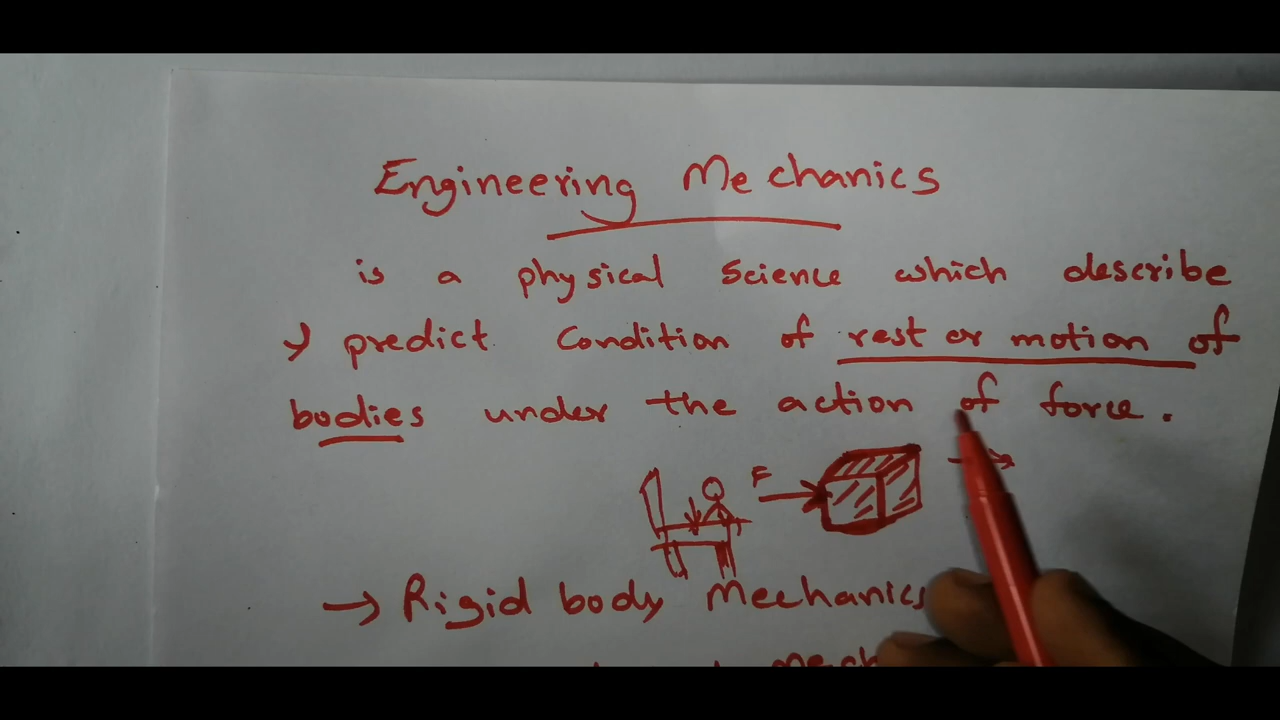 Engineering Mechanics
is a physical science which describe
y predict condition of rest or motion of
bodies under the action of force.
F
→ Rigid body Mechanics